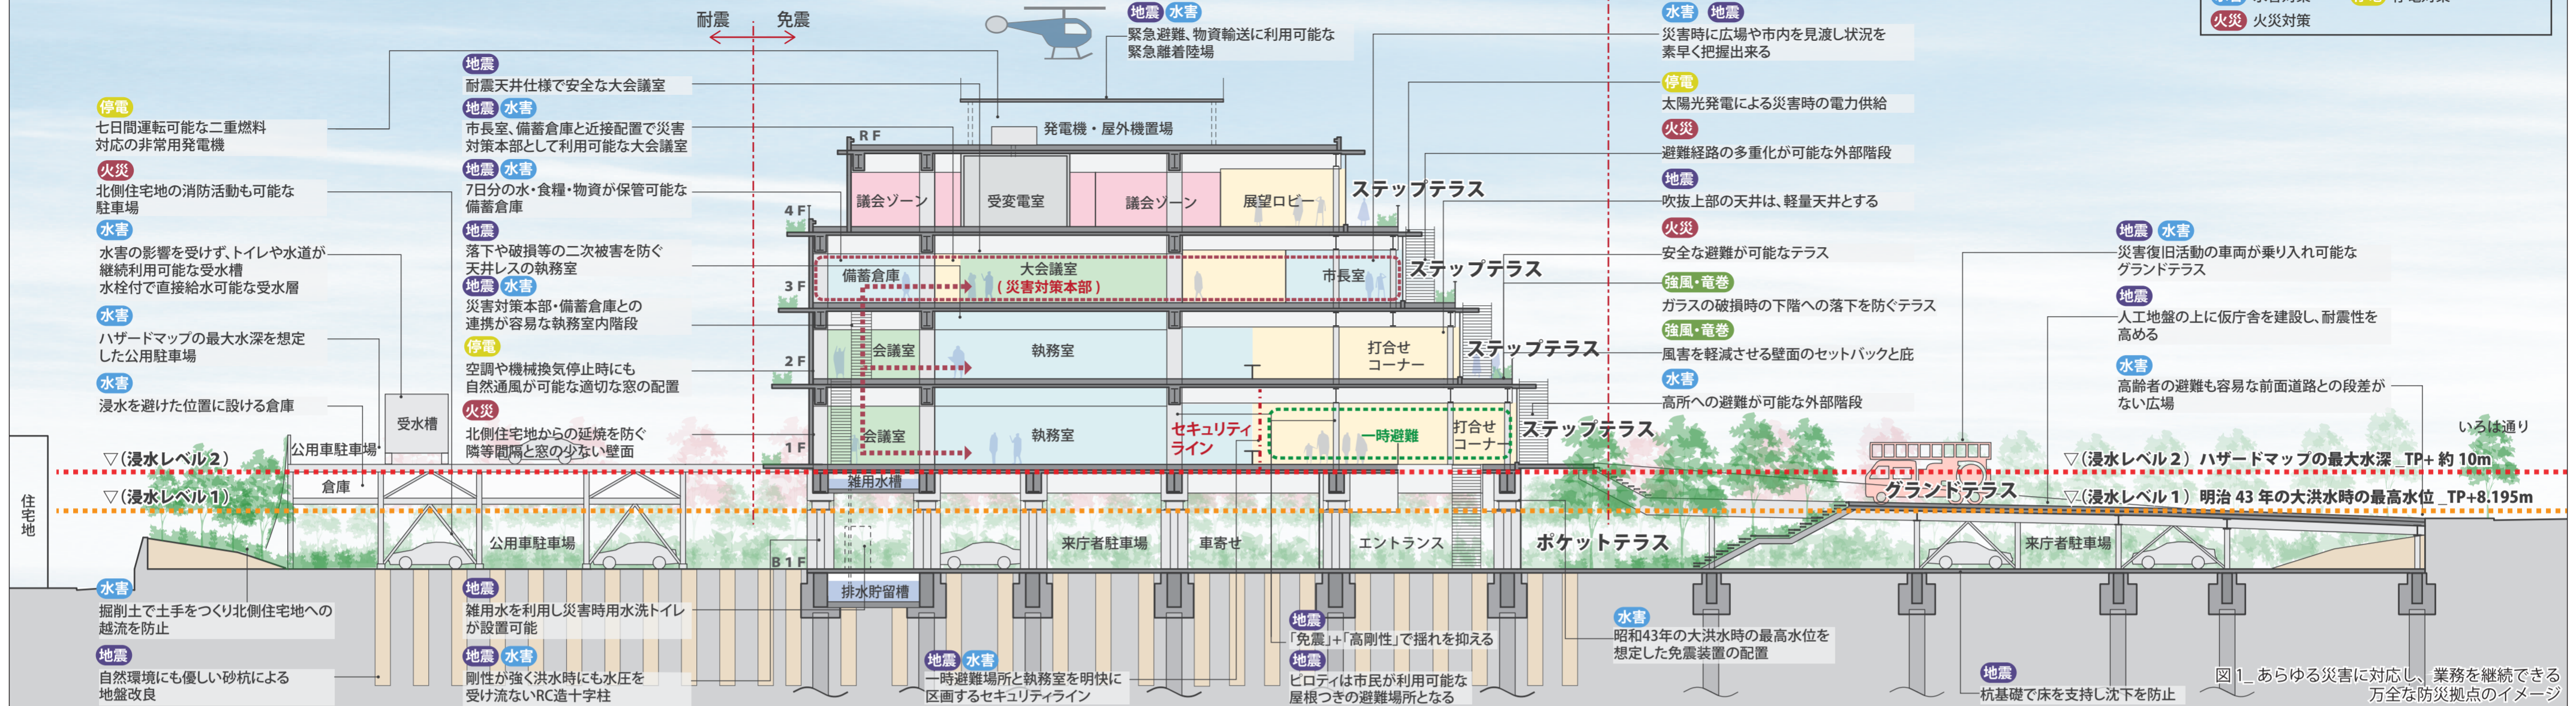 耐震 免震
停電
七日間運転可能な二重燃料
対応の非常用発電機
火災
北側住宅地の消防活動も可能な
駐車場
水害
水害の影響を受けず、トイレや水道が
継続利用可能な受水槽
水栓付で直接給水可能な受水層
水害
ハザードマップの最大水深を想定
した公用駐車場
水害
浸水を避けた位置に設ける倉庫
地震
耐震天井仕様で安全な大会議室
地震 水害
市長室、備蓄倉庫と近接配置で災害
対策本部として利用可能な大会議室
地震 水害
7日分の水・食糧・物資が保管可能な
備蓄倉庫
地震
落下や破損等の二次被害を防ぐ
天井レスの執務室
地震 水害
災害対策本部・備蓄倉庫との
連携が容易な執務室内階段
停電
空調や機械換気停止時にも
自然通風が可能な適切な窓の配置
火災
北側住宅地からの延焼を防ぐ
隣等間隔と窓の少ない壁面
地震 水害
緊急避難、物資輸送に利用可能な
緊急離着陸場
発電機・屋外機置場
RF
議会ゾーン
受変電室
議会ゾーン
展望ロビー
ステップテラス
4F
備蓄倉庫
大会議室
(災害対策本部)
市長室
ステップテラス
3F
会議室
執務室
打合せ
コーナー
ステップテラス
2F
会議室
執務室
セキュリティ
ライン
一時避難
打合せ
コーナー
ステップテラス
1F
雑用水槽
来庁者駐車場
車寄せ
エントランス
ポケットテラス
B1F
排水貯留槽
水害 地震
災害時に広場や市内を見渡し状況を
素早く把握出来る
停電
太陽光発電による災害時の電力供給
火災
避難経路の多重化が可能な外部階段
地震
吹抜上部の天井は、軽量天井とする
火災
安全な避難が可能なテラス
強風・竜巻
ガラスの破損時の下階への落下を防ぐテラス
強風・竜巻
風害を軽減させる壁面のセットバックと庇
水害
高所への避難が可能な外部階段
火災 火災対策
地震 水害
災害復旧活動の車両が乗り入れ可能な
グランドテラス
地震
人工地盤の上に仮庁舎を建設し、耐震性を
高める
水害
高齢者の避難も容易な前面道路との段差が
ない広場
いろは通り
受水槽
公用車駐車場
▽(浸水レベル2)
倉庫
▽(浸水レベル1)
住宅地
公用車駐車場
▽(浸水レベル2) ハザードマップの最大水深_TP+ 約 10m
グランドテラス
▽(浸水レベル1) 明治 43 年の大洪水時の最高水位_TP+8.195m
来庁者駐車場
水害
掘削土で土手をつくり北側住宅地への
越流を防止
地震
自然環境にも優しい砂杭による
地盤改良
地震
雑用水を利用し災害時用水洗トイレ
が設置可能
地震 水害
剛性が強く洪水時にも水圧を
受け流ないRC造十字柱
地震 水害
一時避難場所と執務室を明快に
区画するセキュリティライン
地震
「免震」+「高剛性」で揺れを抑える
地震
ピロティは市民が利用可能な
屋根つきの避難場所となる
水害
昭和43年の大洪水時の最高水位を
想定した免震装置の配置
地震
杭基礎で床を支持し沈下を防止
図1_あらゆる災害に対応し、業務を継続できる
万全な防災拠点のイメージ